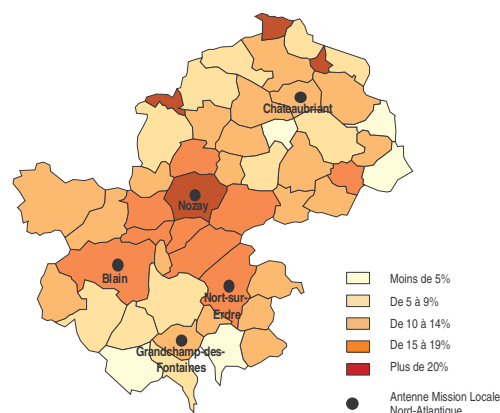 Chateaubriant
Nozay
Blain
Nort-sur-
Erdre
Grandchamp-des-
Fontaines
Moins de 5%
De 5 à 9%
De 10 à 14%
De 15 à 19%
Plus de 20%
Antenne Mission Locale
Nord-Atlantique